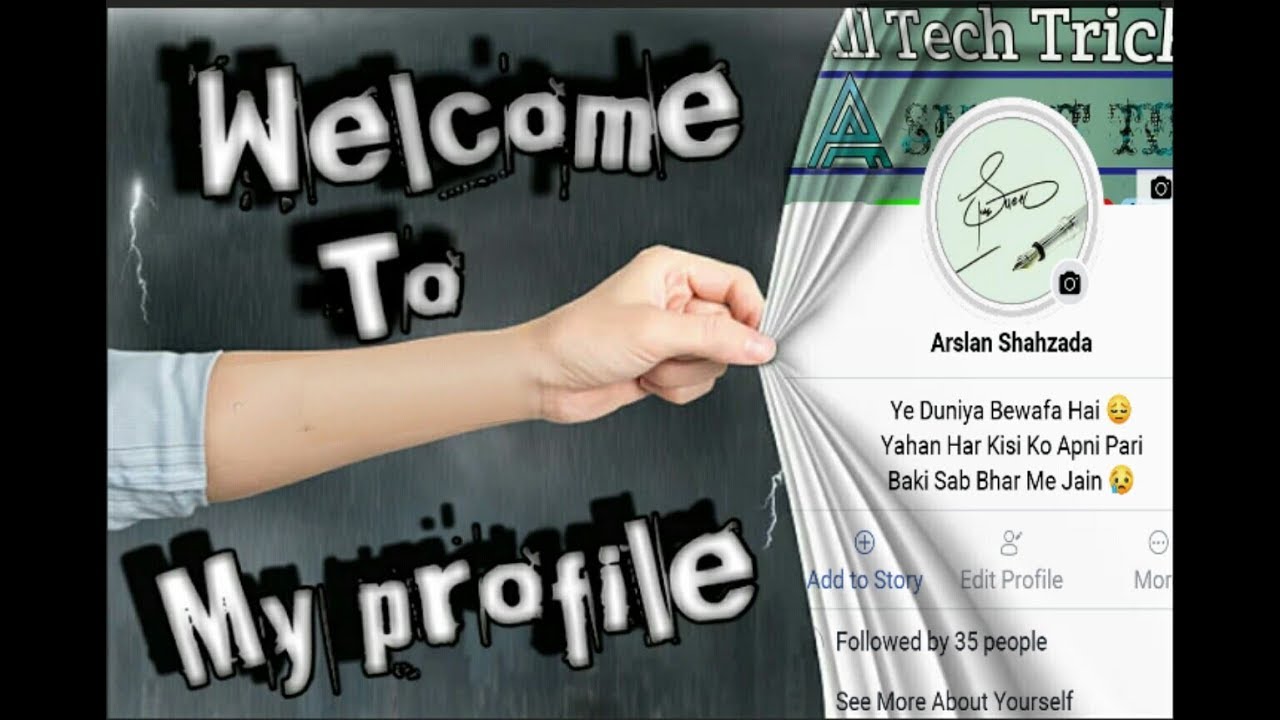 Welcome
To
My profile
All Tech Trick
A
Arslan Shahzada
Ye Duniya Bewafa Hai 😔
Yahan Har Kisi Ko Apni Pari
Baki Sab Bhar Me Jain 😢
Add to Story
Edit Profile
Mor
Followed by 35 people
See More About Yourself